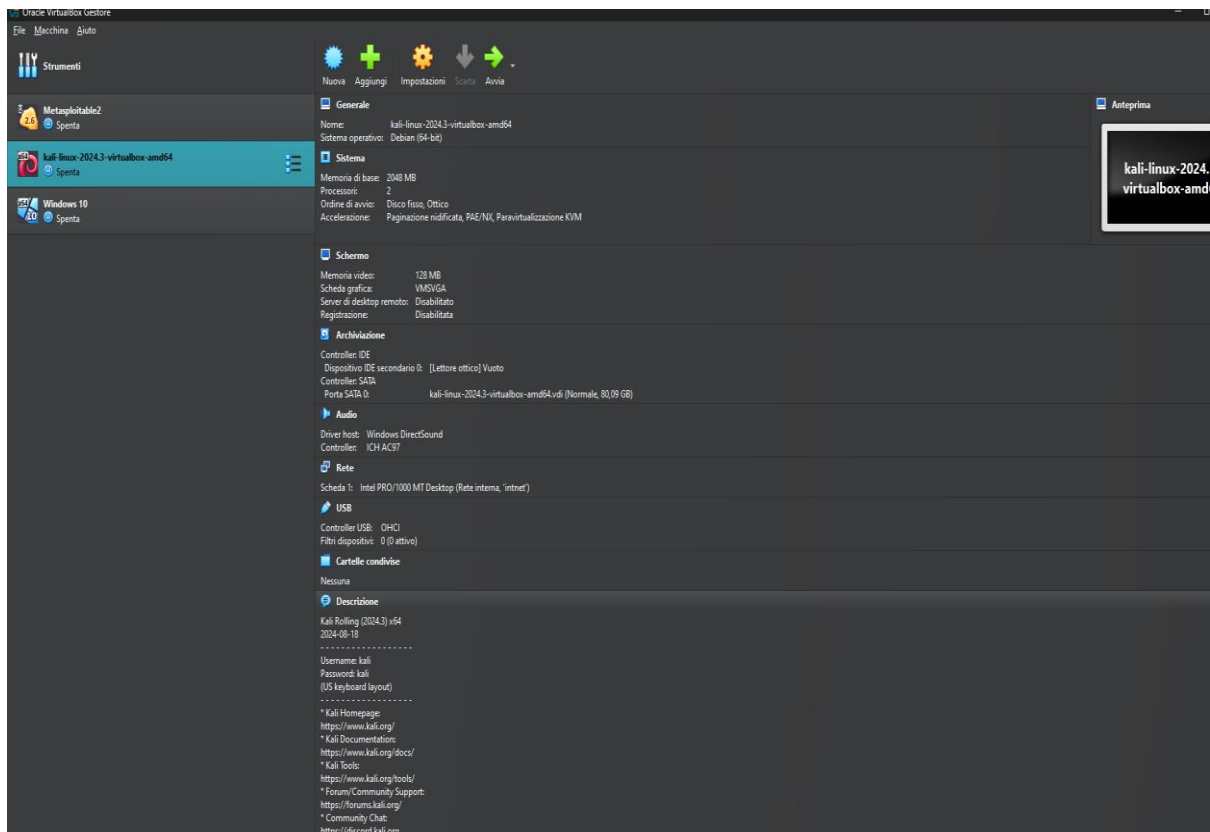 Oracle VirtualBox Gestore
File Macchina Aiuto
Strumenti
Nuova Aggiungi Impostazioni Scarta Avvia
Metasploitable2
2.6
Spenta
kali-linux-2024.3-virtualbox-amd64
Spenta
Windows 10
10
Spenta
Generale
Nome: kali-linux-2024.3-virtualbox-amd64
Sistema operativo: Debian (64-bit)
Sistema
Memoria di base: 2048 MB
Processori: 2
Ordine di avvio: Disco fisso, Ottico
Accelerazione: Paginazione nidificata, PAE/NX, Paravirtualizzazione KVM
Schermo
Memoria video: 128 MB
Scheda grafica: VMSVGA
Server di desktop remoto: Disabilitato
Registrazione: Disabilitata
Archiviazione
Controller: IDE
Dispositivo IDE secondario 0: [Lettore ottico] Vuoto
Controller: SATA
Porta SATA 0: kali-linux-2024.3-virtualbox-amd64.vdi (Normale, 80,09 GB)
Audio
Driver host: Windows DirectSound
Controller: ICH AC97
Rete
Scheda 1: Intel PRO/1000 MT Desktop (Rete interna, 'intnet')
USB
Controller USB: OHCI
Filtri dispositivi: 0 (0 attivo)
Cartelle condivise
Nessuna
Descrizione
Kali Rolling (2024.3) x64
2024-08-18
- - - - - - - - - - - - - - - - - -
Username: kali
Password: kali
(US keyboard layout)
- - - - - - - - - - - - - - - - - -
* Kali Homepage:
https://www.kali.org/
* Kali Documentation:
https://www.kali.org/docs/
* Kali Tools:
https://www.kali.org/tools/
* Forum/Community Support:
https://forums.kali.org/
* Community Chat:
https://discord.kali.org
Anteprima
kali-linux-2024.
virtualbox-amd